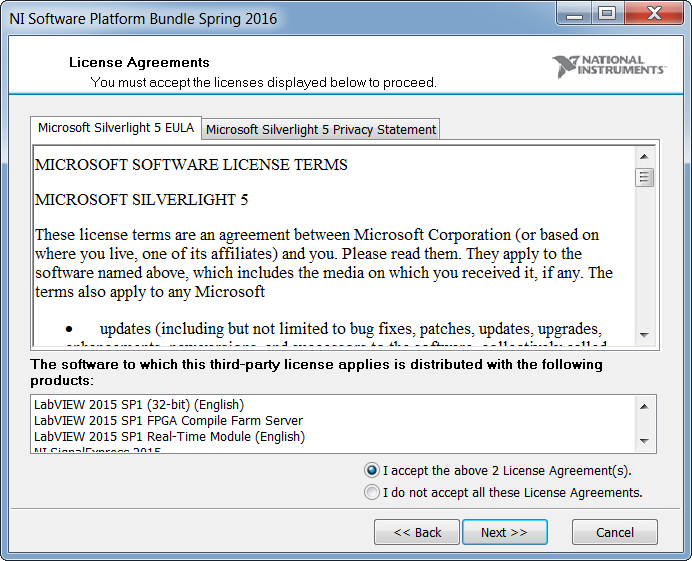 NI Software Platform Bundle Spring 2016
License Agreements
You must accept the licenses displayed below to proceed.
NATIONAL
INSTRUMENTS
Microsoft Silverlight 5 EULA
Microsoft Silverlight 5 Privacy Statement
MICROSOFT SOFTWARE LICENSE TERMS
MICROSOFT SILVERLIGHT 5
These license terms are an agreement between Microsoft Corporation (or based on
where you live, one of its affiliates) and you. Please read them. They apply to the
software named above, which includes the media on which you received it, if any. The
terms also apply to any Microsoft
• updates (including but not limited to bug fixes, patches, updates, upgrades,
The software to which this third-party license applies is distributed with the following
products:
LabVIEW 2015 SP1 (32-bit) (English)
LabVIEW 2015 SP1 FPGA Compile Farm Server
LabVIEW 2015 SP1 Real-Time Module (English)
NI SignalExpress 2015
I accept the above 2 License Agreement(s).
I do not accept all these License Agreements.
<< Back
Next >>
Cancel